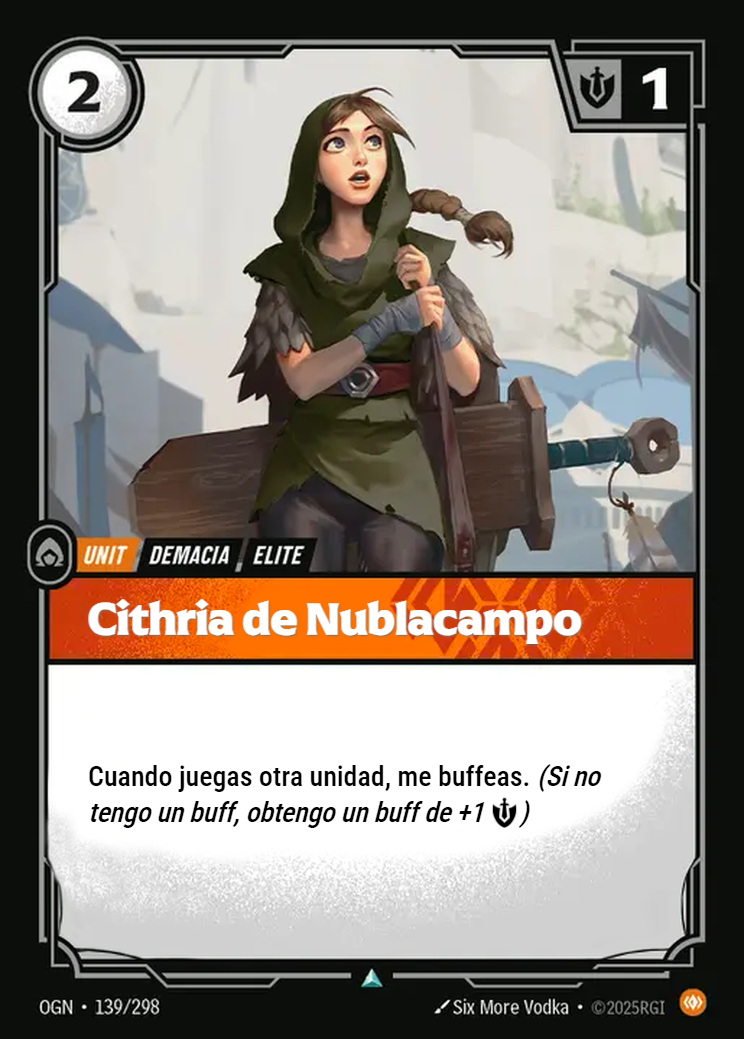 2
1
UNIT DEMACIA ELITE
Cithria de Nublacampo
Cuando juegas otra unidad, me buffeas. (Si no
tengo un buff, obtengo un buff de +1 )
OGN • 139/298
Six More Vodka • ©2025RGI